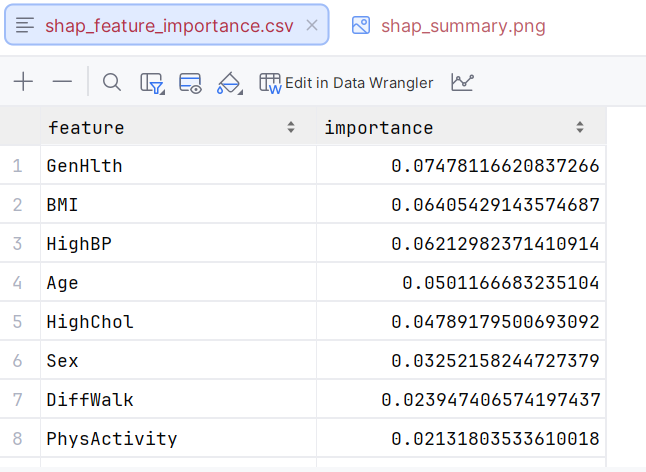 shap_feature_importance.csv shap_summary.png
Edit in Data Wrangler
feature importance
1 GenHlth 0.07478116620837266
2 BMI 0.06405429143574687
3 HighBP 0.06212982371410914
4 Age 0.0501166683235104
5 HighChol 0.04789179500693092
6 Sex 0.03252158244727379
7 DiffWalk 0.023947406574197437
8 PhysActivity 0.02131803533610018